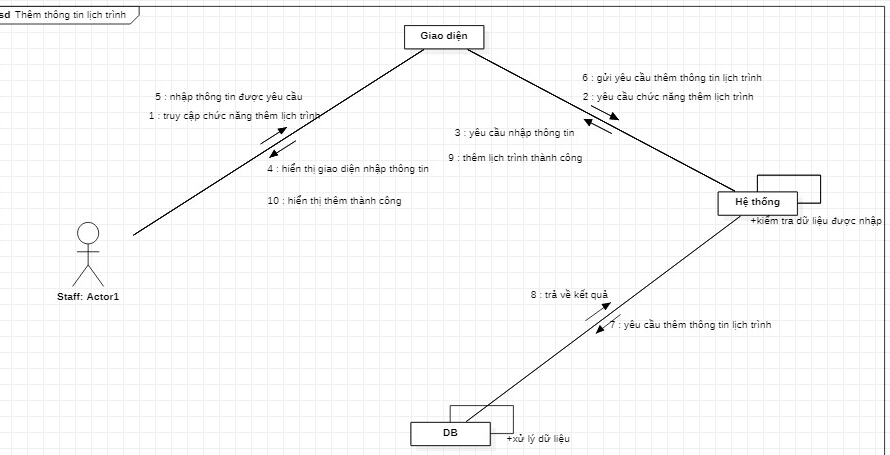 sd Thêm thông tin lịch trình
Giao diện
6 : gửi yêu cầu thêm thông tin lịch trình
5 : nhập thông tin được yêu cầu
2 : yêu cầu chức năng thêm lịch trình
1 : truy cập chức năng thêm lịch trình
3 : yêu cầu nhập thông tin
9 : thêm lịch trình thành công
4 : hiển thị giao diện nhập thông tin
10 : hiển thị thêm thành công
Hệ thống
+kiểm tra dữ liệu được nhập
Staff: Actor1
8 : trả về kết quả
7 : yêu cầu thêm thông tin lịch trình
DB
+xử lý dữ liệu